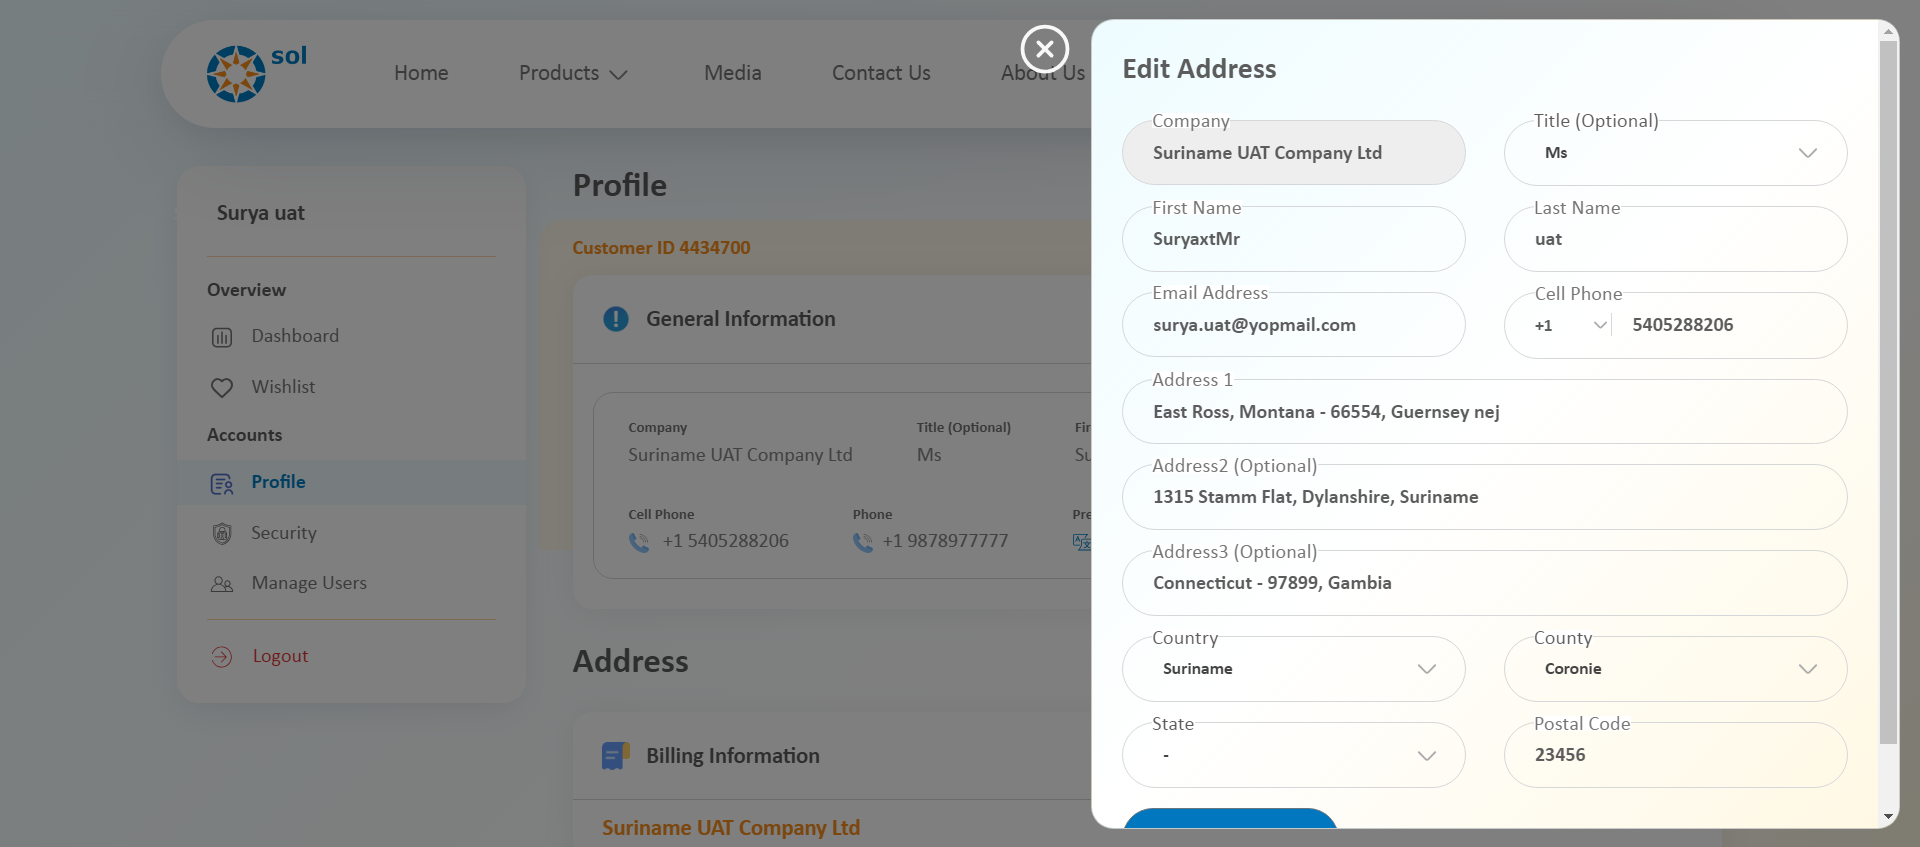 sol
Home
Products
Media
Contact Us
About Us
Surya uat
Overview
Dashboard
Wishlist
Accounts
Profile
Security
Manage Users
Logout
Profile
Customer ID 4434700
General Information
Company
Title (Optional)
Fir
Suriname UAT Company Ltd
Ms
Su
Cell Phone
Phone
Pre
+1 5405288206
+1 9878977777
Address
Billing Information
Suriname UAT Company Ltd
Edit Address
Company
Suriname UAT Company Ltd
Title (Optional)
Ms
First Name
SuryaxtMr
Last Name
uat
Email Address
surya.uat@yopmail.com
Cell Phone
+1 5405288206
Address 1
East Ross, Montana - 66554, Guernsey nej
Address2 (Optional)
1315 Stamm Flat, Dylanshire, Suriname
Address3 (Optional)
Connecticut - 97899, Gambia
Country
Suriname
County
Coronie
State
-
Postal Code
23456